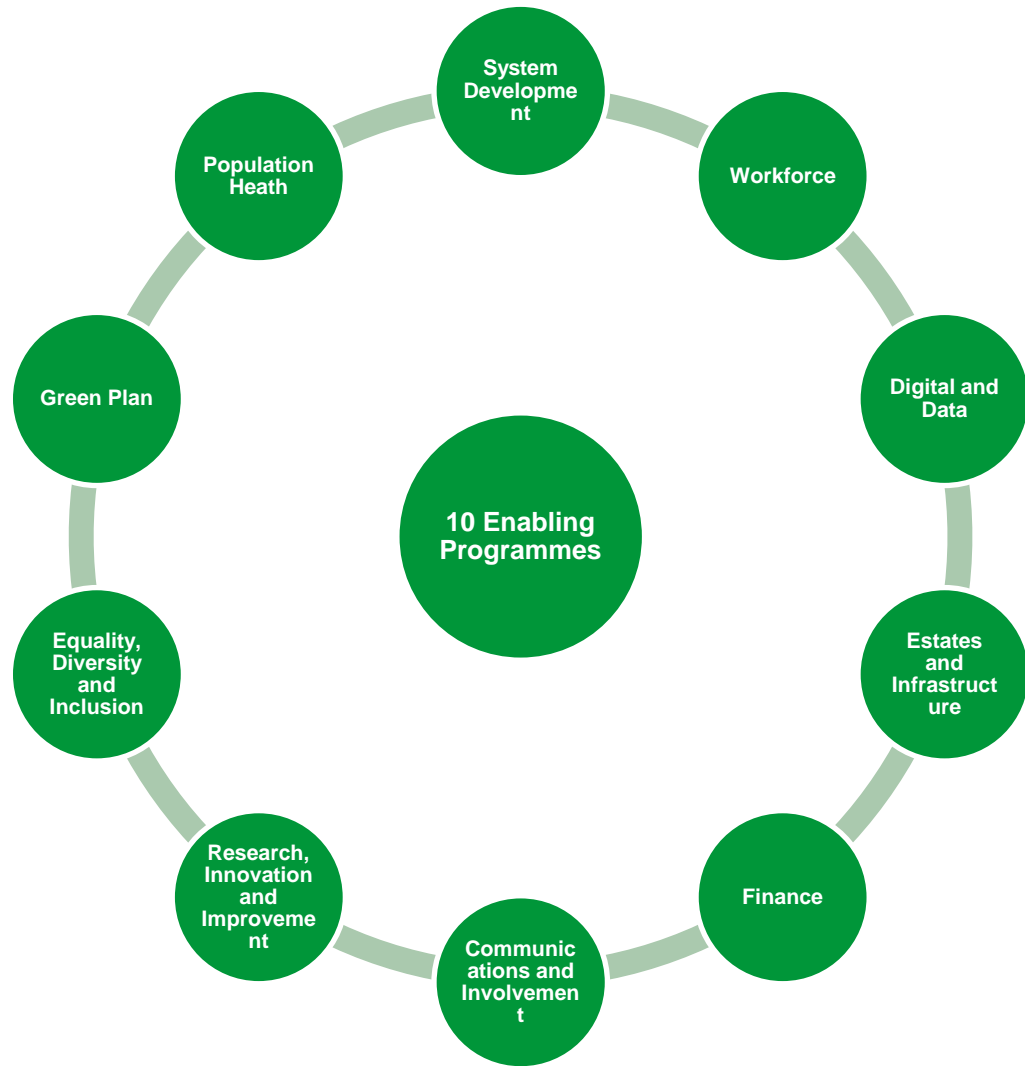 System
Developme
nt
Workforce
Digital and
Data
Estates
and
Infrastruct
ure
Finance
Communic
ations and
Involvemen
t
Research,
Innovation
and
Improveme
nt
Equality,
Diversity
and
Inclusion
Green Plan
Population
Heath
10 Enabling
Programmes